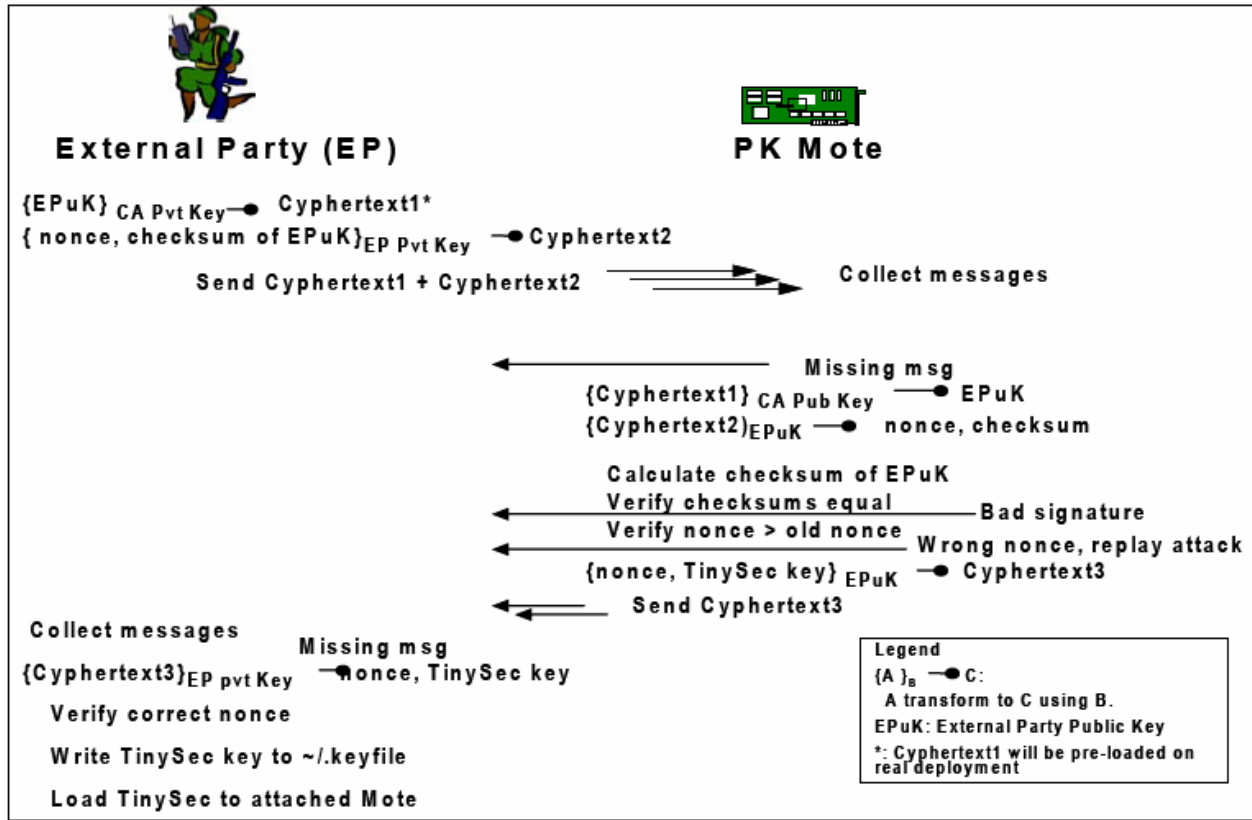 External Party (EP)
PK Mote
{EPuK} CA Pvt Key Cyphertext1*
{ nonce, checksum of EPuK}EP Pvt Key Cyphertext2
Send Cyphertext1 + Cyphertext2
Collect messages
Missing msg
{Cyphertext1} CA Pub Key EPuK
{Cyphertext2)EPuK nonce, checksum
Calculate checksum of EPuK
Verify checksums equal
Bad signature
Verify nonce > old nonce
Wrong nonce, replay attack
{nonce, TinySec key} EPuK Cyphertext3
Send Cyphertext3
Collect messages
Missing msg
{Cyphertext3}EP pvt Key nonce, TinySec key
Verify correct nonce
Write TinySec key to ~/.keyfile
Load TinySec to attached Mote
Legend
{A }B C:
A transform to C using B.
EPuK: External Party Public Key
*: Cyphertext1 will be pre-loaded on
real deployment